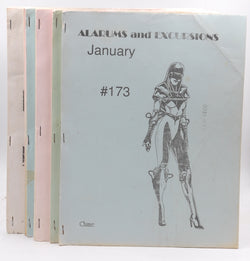 ALARUMS and EXCURSIONS
January
#173